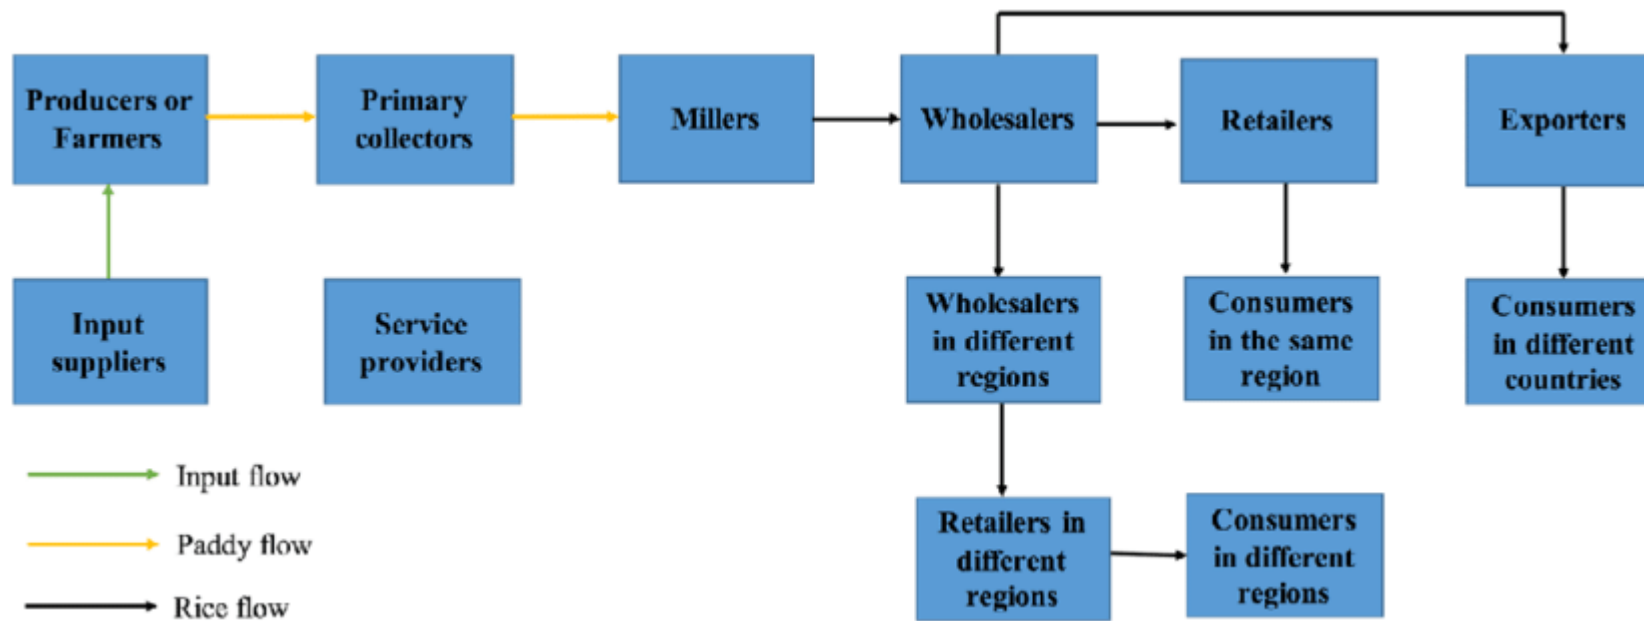 Producers or
Farmers
Primary
collectors
Millers
Wholesalers
Retailers
Exporters
Input
suppliers
Service
providers
Wholesalers
in different
regions
Consumers
in the same
region
Consumers
in different
countries
Input flow
Paddy flow
Rice flow
Retailers in
different
regions
Consumers
in different
regions